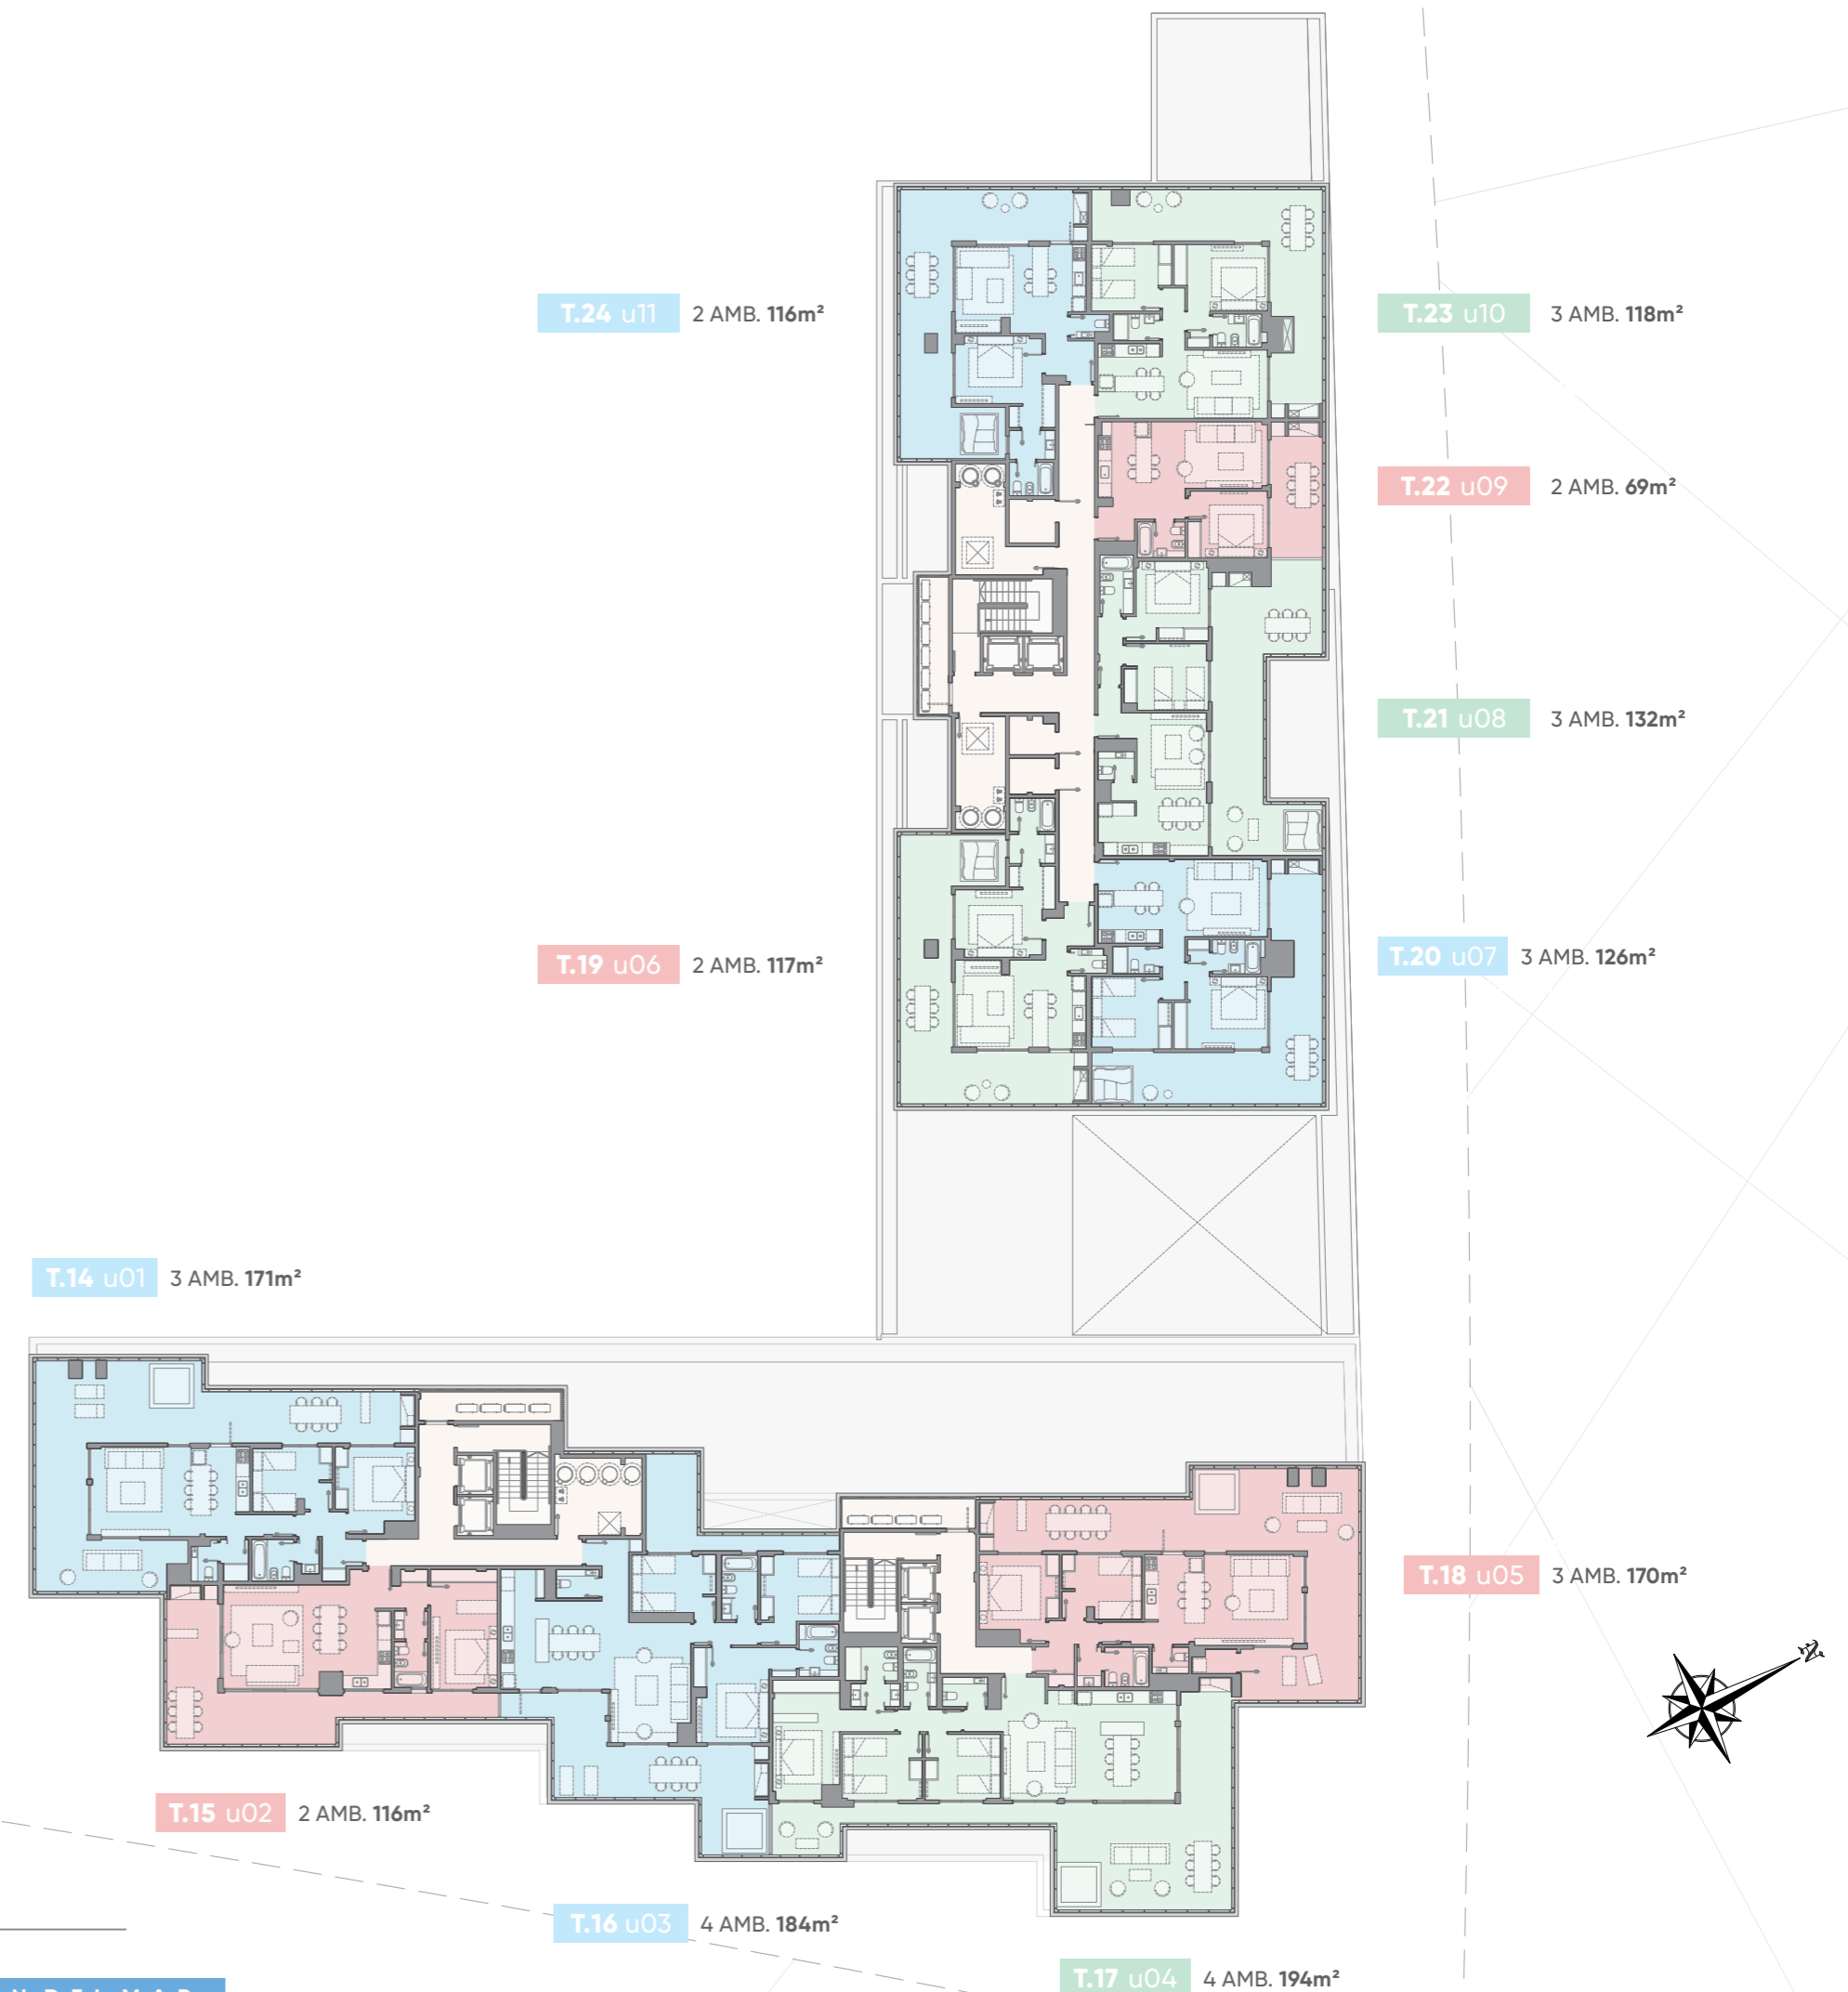 T.24 u11 2 AMB. 116m²
T.23 u10 3 AMB. 118m²
T.22 u09 2 AMB. 69m²
T.21 u08 3 AMB. 132m²
T.19 u06 2 AMB. 117m²
T.20 u07 3 AMB. 126m²
T.14 u01 3 AMB. 171m²
T.18 u05 3 AMB. 170m²
T.15 u02 2 AMB. 116m²
T.16 u03 4 AMB. 184m²
T.17 u04 4 AMB. 194m²